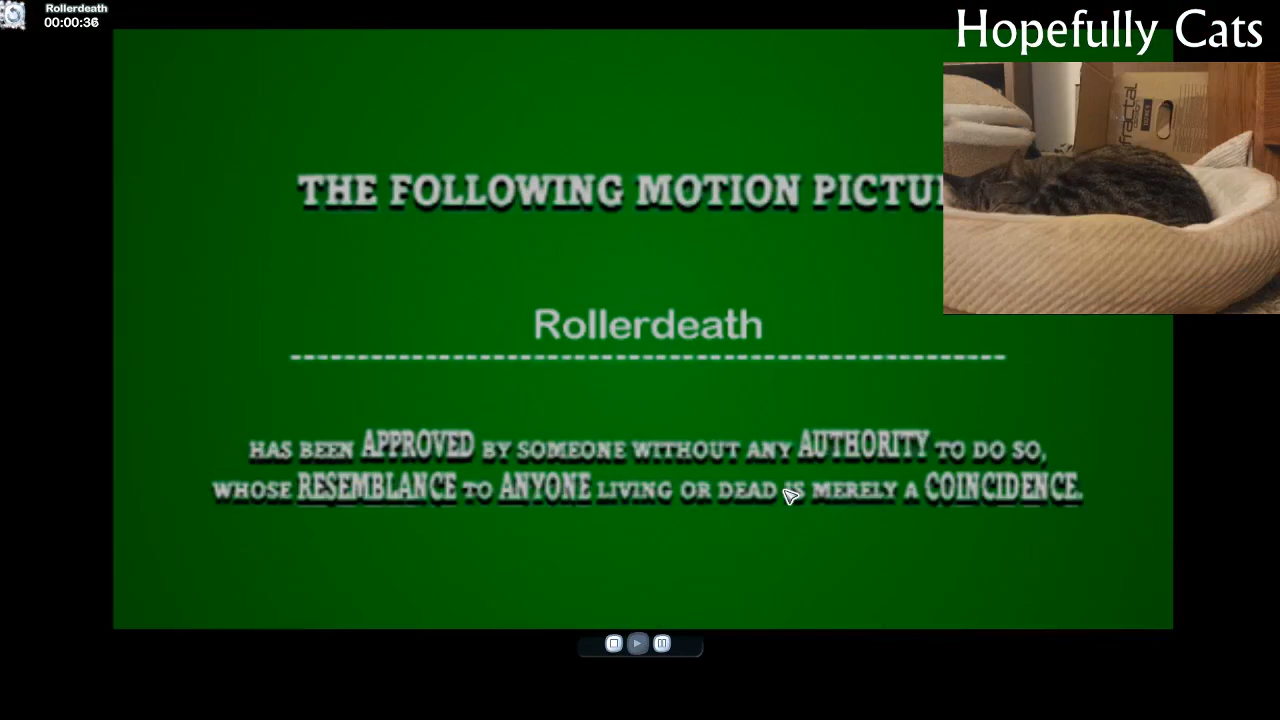 Rollerdeath
00:00:36
Hopefully Cats
fractal
THE FOLLOWING MOTION PICTU
Rollerdeath
HAS BEEN APPROVED BY SOMEONE WITHOUT ANY AUTHORITY TO DO SO,
WHOSE RESEMBLANCE TO ANYONE LIVING OR DEAD IS MERELY A COINCIDENCE.